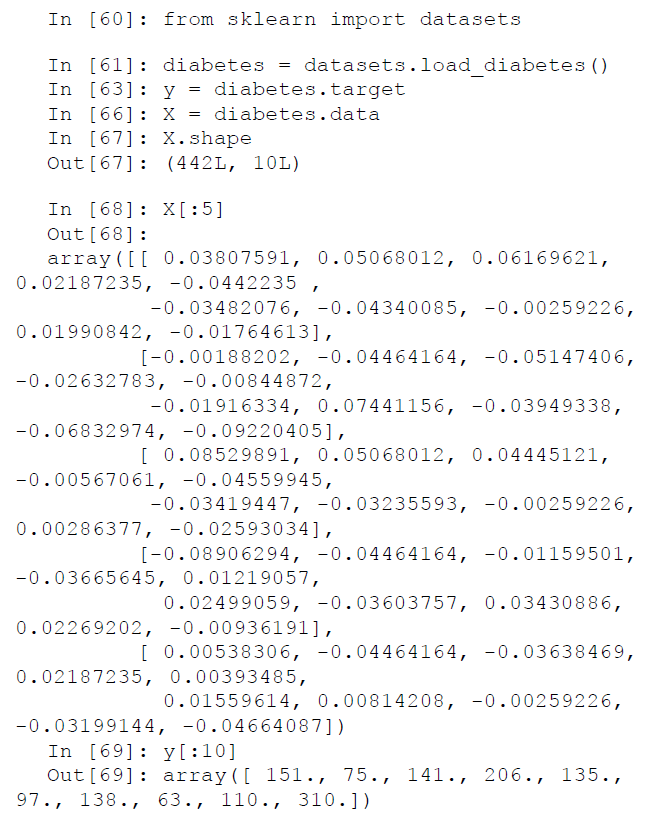 In [60]: from sklearn import datasets
In [61]: diabetes = datasets.load_diabetes()
In [63]: y = diabetes.target
In [66]: X = diabetes.data
In [67]: X.shape
Out[67]: (442L, 10L)
In [68]: X[:5]
Out[68]:
array([[ 0.03807591, 0.05068012, 0.06169621,
0.02187235, -0.0442235 ,
-0.03482076, -0.04340085, -0.00259226,
0.01990842, -0.01764613],
[-0.00188202, -0.04464164, -0.05147406,
-0.02632783, -0.00844872,
-0.01916334, 0.07441156, -0.03949338,
-0.06832974, -0.09220405],
[ 0.08529891, 0.05068012, 0.04445121,
-0.00567061, -0.04559945,
-0.03419447, -0.03235593, -0.00259226,
0.00286377, -0.02593034],
[-0.08906294, -0.04464164, -0.01159501,
-0.03665645, 0.01219057,
0.02499059, -0.03603757, 0.03430886,
0.02269202, -0.00936191],
[ 0.00538306, -0.04464164, -0.03638469,
0.02187235, 0.00393485,
0.01559614, 0.00814208, -0.00259226,
-0.03199144, -0.04664087])
In [69]: y[:10]
Out[69]: array([ 151., 75., 141., 206., 135.,
97., 138., 63., 110., 310.])